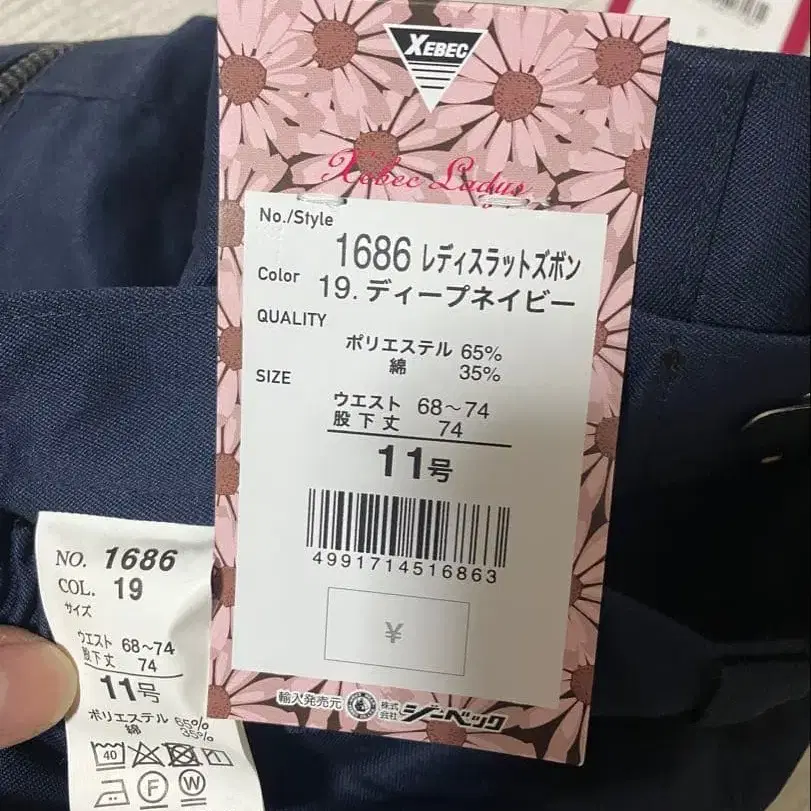 XEBEC
Xebec Ladies
No./Style
1686 レディスラットズボン
Color
19. ディープネイビー
QUALITY
ポリエステル 65%
綿 35%
SIZE
ウエスト 68〜74
股下丈 74
11号
4991714516863
¥
輸入発売元 株式会社 ジーベック
NO. 1686
COL. 19
サイズ
ウエスト 68〜74
股下丈 74
11号
ポリエステル 65%
綿 35%
40
F W